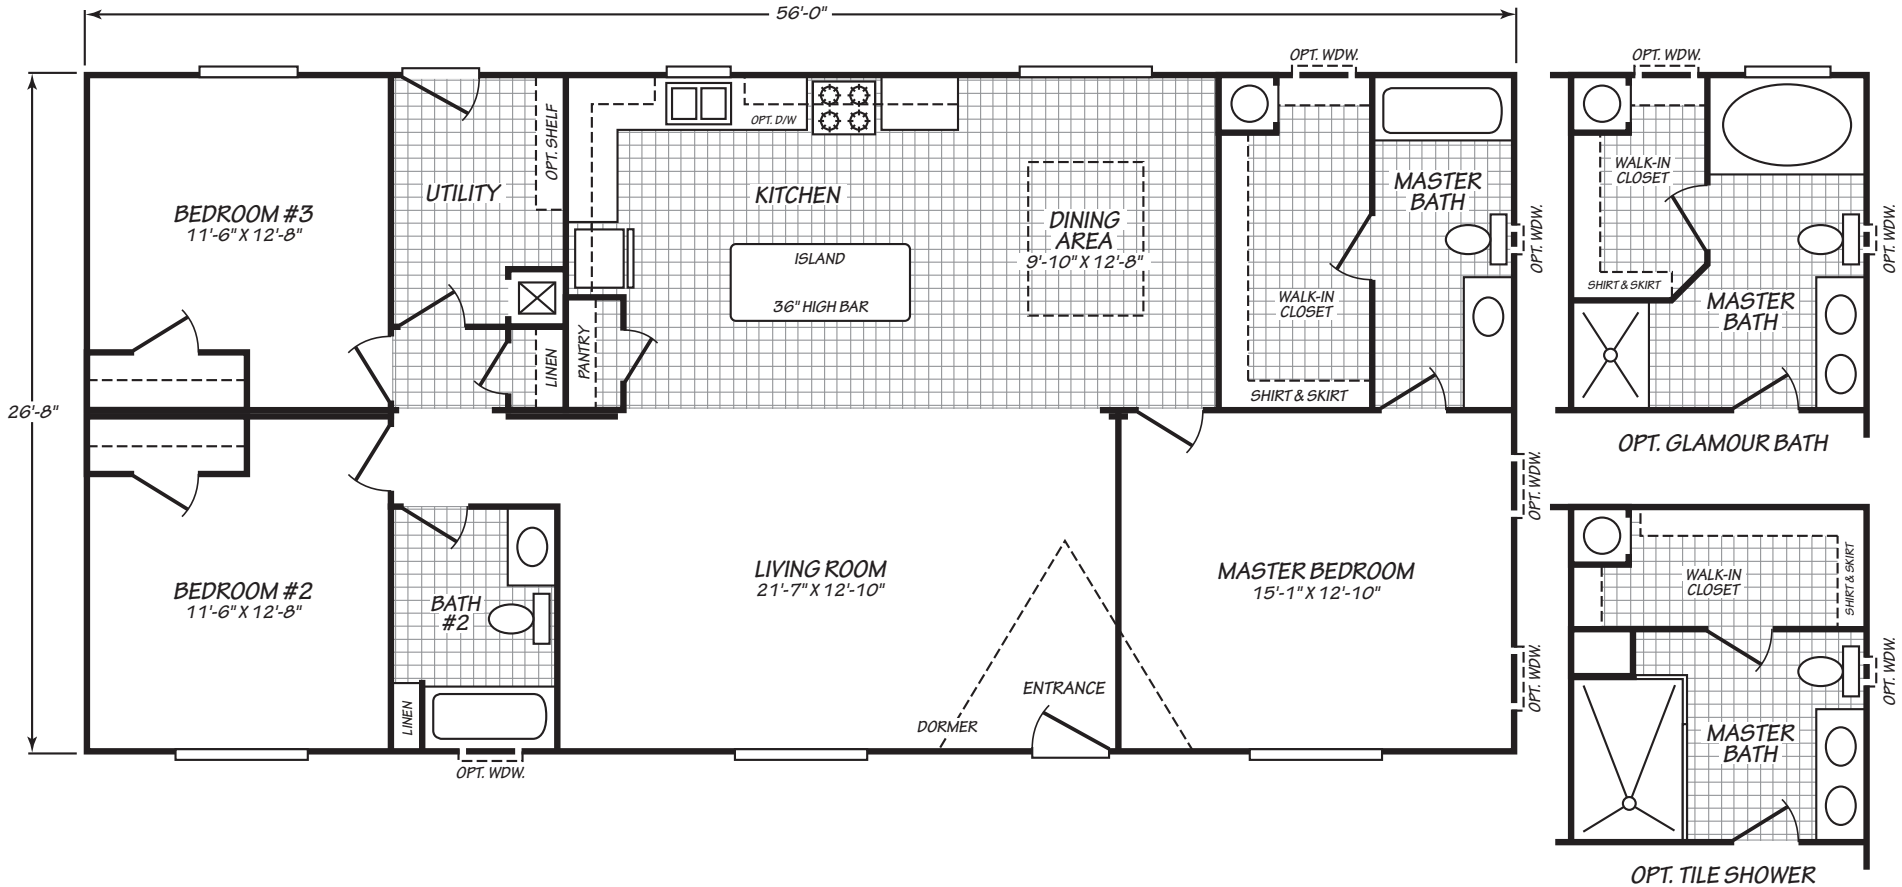 56'-0"
26'-8"
BEDROOM #3
11'-6" X 12'-8"
UTILITY
OPT. SHELF
LINEN
PANTRY
OPT. D/W
KITCHEN
ISLAND
36" HIGH BAR
DINING
AREA
9'-10" X 12'-8"
OPT. WDW.
WALK-IN
CLOSET
SHIRT & SKIRT
MASTER
BATH
OPT. WDW.
BEDROOM #2
11'-6" X 12'-8"
BATH
#2
LINEN
OPT. WDW.
LIVING ROOM
21'-7" X 12'-10"
DORMER
ENTRANCE
MASTER BEDROOM
15'-1" X 12'-10"
OPT. WDW.
OPT. WDW.
OPT. WDW.
WALK-IN
CLOSET
SHIRT & SKIRT
MASTER
BATH
OPT. WDW.
OPT. GLAMOUR BATH
WALK-IN
CLOSET
SHIRT & SKIRT
OPT. WDW.
MASTER
BATH
OPT. TILE SHOWER